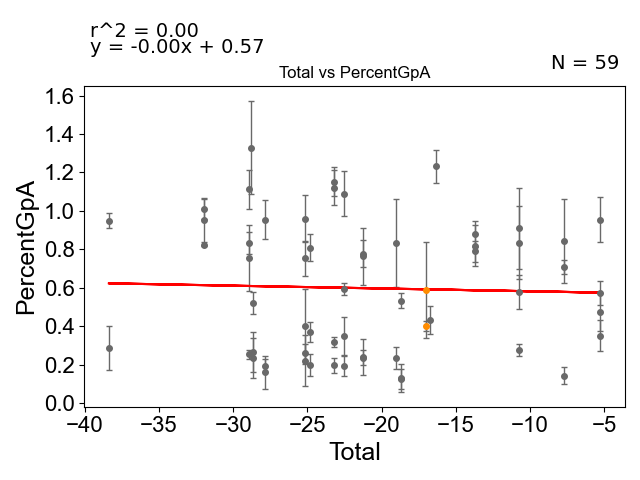 r^2 = 0.00
y = -0.00x + 0.57
N = 59
Total vs PercentGpA
PercentGpA
1.6
1.4
1.2
1.0
0.8
0.6
0.4
0.2
0.0
−40 −35 −30 −25 −20 −15 −10 −5
Total